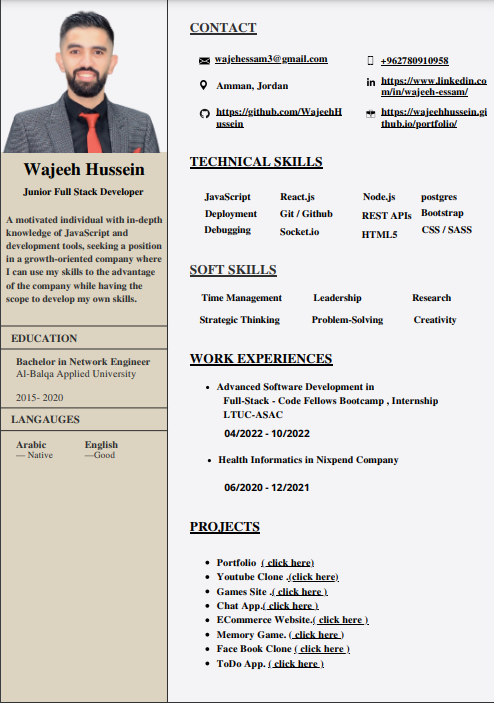 Wajeeh Hussein
Junior Full Stack Developer
A motivated individual with in-depth
knowledge of JavaScript and
development tools, seeking a position
in a growth-oriented company where
I can use my skills to the advantage
of the company while having the
scope to develop my own skills.
EDUCATION
Bachelor in Network Engineer
Al-Balqa Applied University
2015- 2020
LANGAUGES
Arabic English
— Native —Good
CONTACT
wajehessam3@gmail.com +962780910958
Amman, Jordan https://www.linkedin.co
m/in/wajeeh-essam/
https://github.com/WajeehH
ussein
https://wajeehhussein.gi
thub.io/portfolio/
TECHNICAL SKILLS
JavaScript React.js Node.js postgres
Deployment Git / Github REST APIs Bootstrap
Debugging Socket.io HTML5 CSS / SASS
SOFT SKILLS
Time Management Leadership Research
Strategic Thinking Problem-Solving Creativity
WORK EXPERIENCES
• Advanced Software Development in
Full-Stack - Code Fellows Bootcamp , Internship
LTUC-ASAC
04/2022 - 10/2022
• Health Informatics in Nixpend Company
06/2020 - 12/2021
PROJECTS
• Portfolio ( click here)
• Youtube Clone .(click here)
• Games Site .( click here )
• Chat App.( click here )
• ECommerce Website.( click here )
• Memory Game. ( click here )
• Face Book Clone ( click here )
• ToDo App. ( click here )